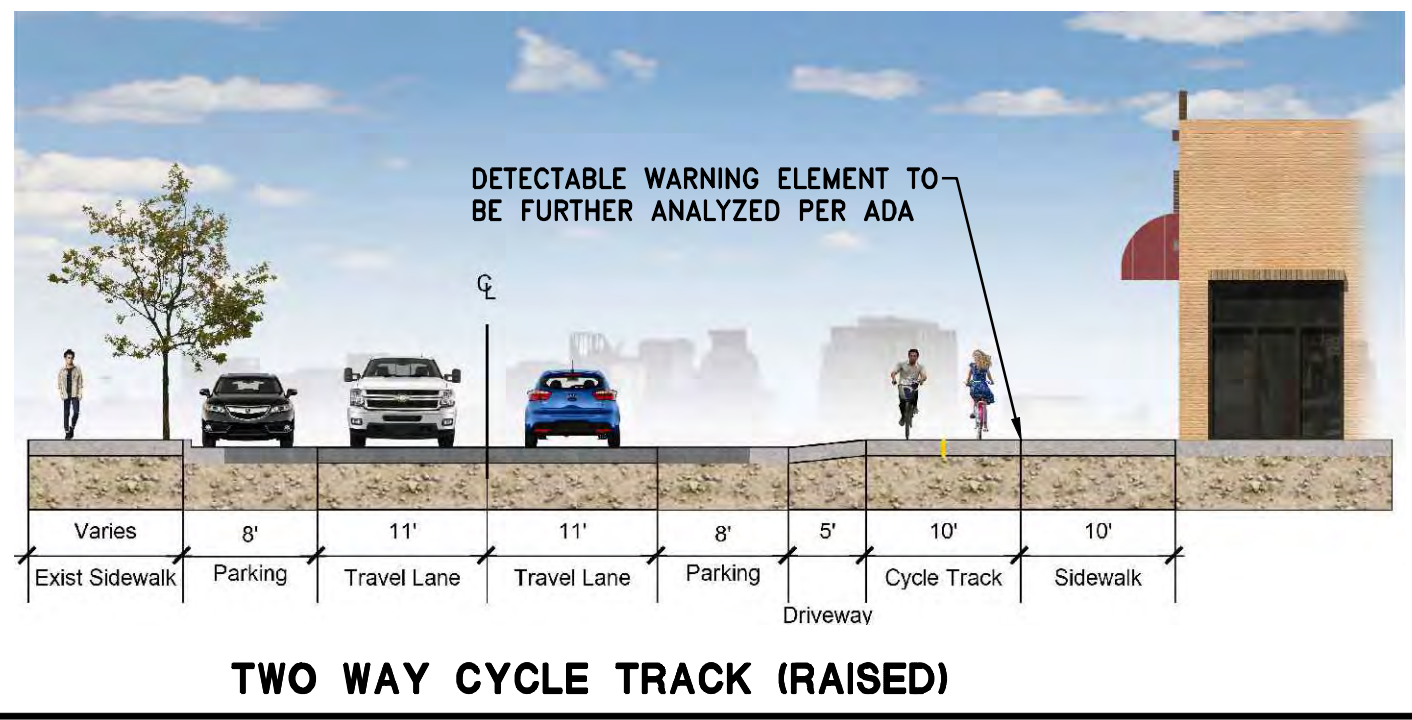 DETECTABLE WARNING ELEMENT TO
BE FURTHER ANALYZED PER ADA
℄
Varies 8' 11' 11' 8' 5' 10' 10'
Exist Sidewalk Parking Travel Lane Travel Lane Parking Cycle Track Sidewalk
Driveway
TWO WAY CYCLE TRACK (RAISED)